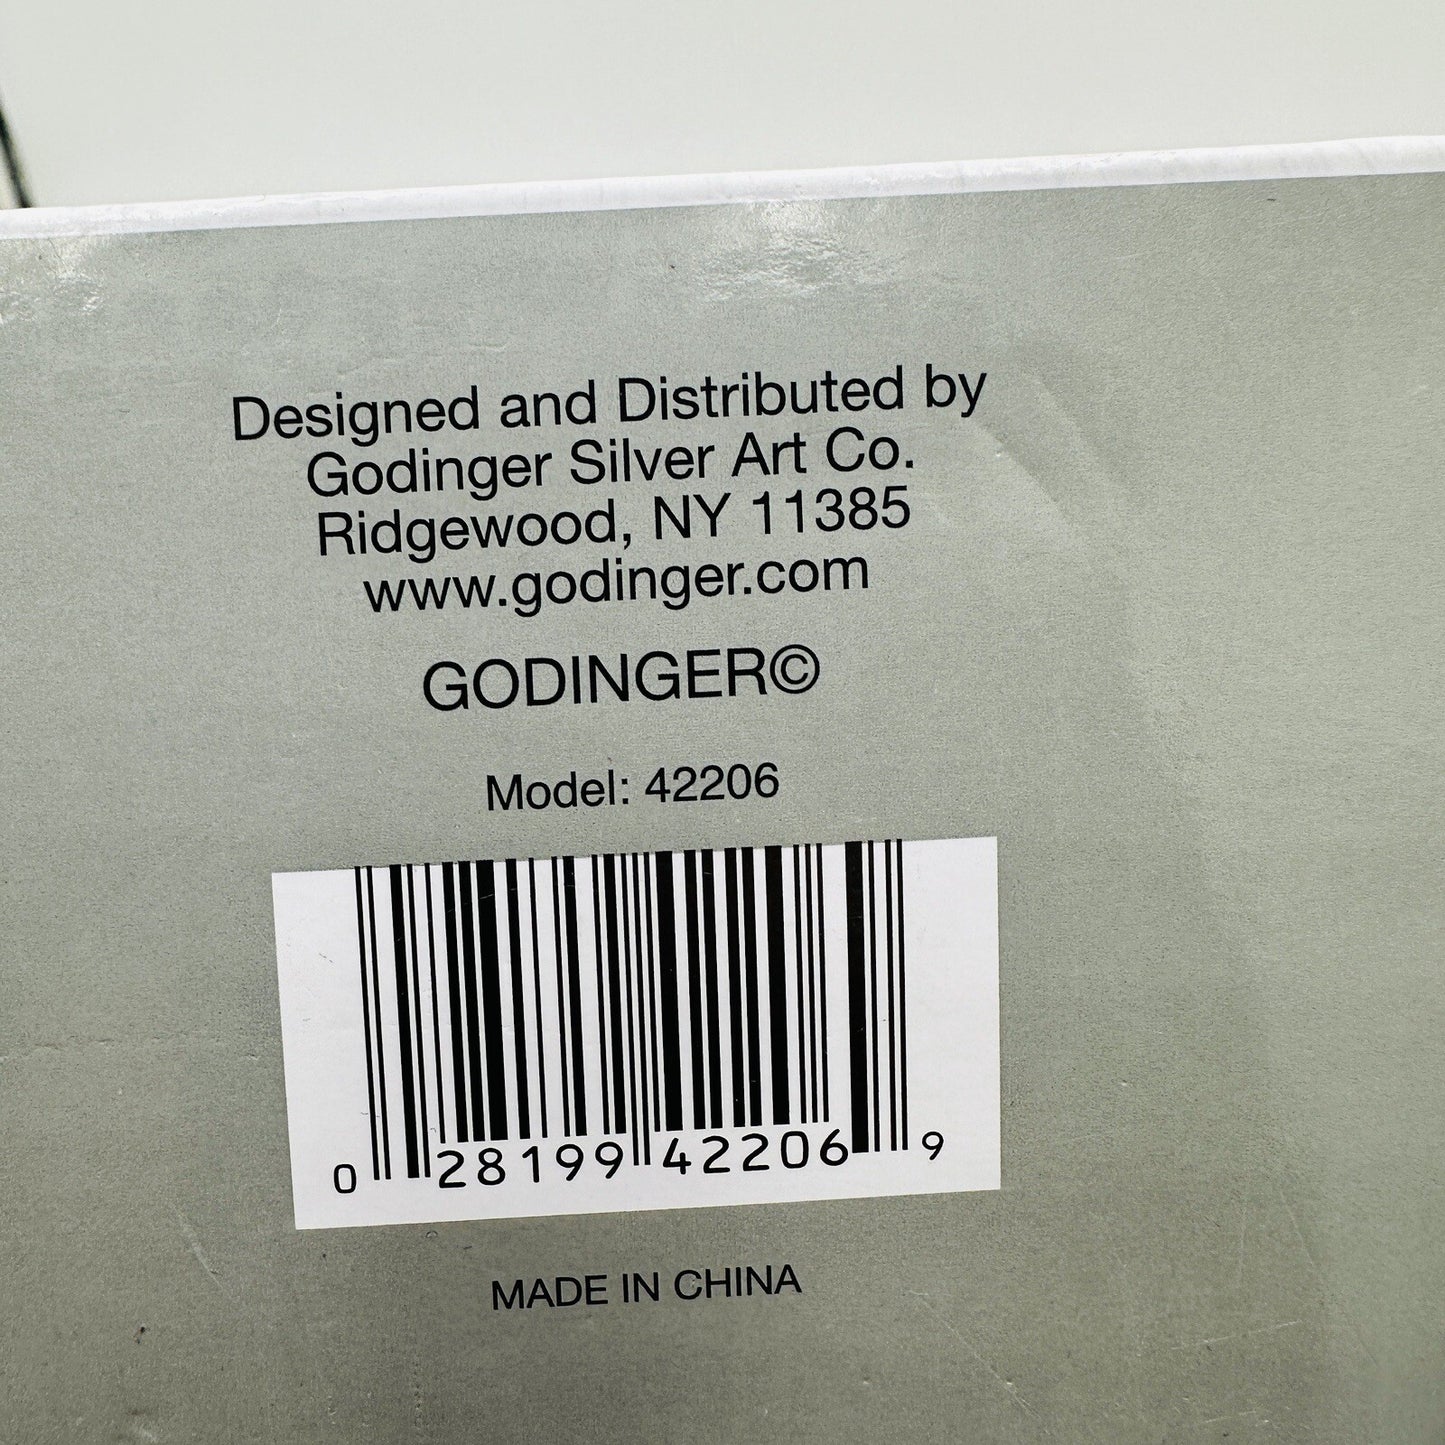 Designed and Distributed by
Godinger Silver Art Co.
Ridgewood, NY 11385
www.godinger.com
GODINGER©
Model: 42206
0 28199 42206 9
MADE IN CHINA